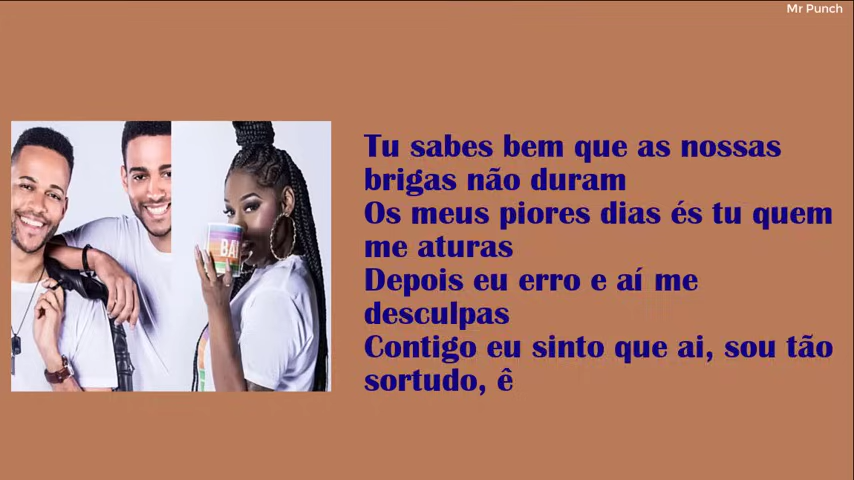 Mr Punch
Tu sabes bem que as nossas
brigas não duram
Os meus piores dias és tu quem
me aturas
Depois eu erro e aí me
desculpas
Contigo eu sinto que ai, sou tão
sortudo, ê